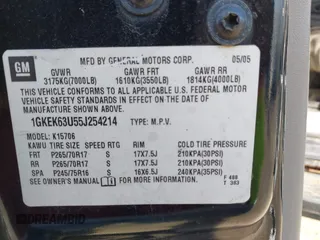 GM
MFD BY GENERAL MOTORS CORP. 05/05
GVWR GAWR FRT GAWR RR
3175KG(7000LB) 1610KG(3550LB) 1814KG(4000LB)
THIS VEHICLE CONFORMS TO ALL APPLICABLE U.S. FEDERAL
MOTOR VEHICLE SAFETY STANDARDS IN EFFECT ON THE DATE OF
MANUFACTURE SHOWN ABOVE.
1GKEK63U55J254214 TYPE: M.P.V.
MODEL: K15706
KAWU TIRE SIZE SPEED RTG RIM COLD TIRE PRESSURE
FRT P265/70R17 S 17X7.5J 210KPA(30PSI)
RR P265/70R17 S 17X7.5J 210KPA(30PSI)
SPA P245/75R16 S 16X6.5J 240KPA(35PSI)
SEE OWNER'S MANUAL FOR ADDITIONAL INFORMATION.
DREAMBID